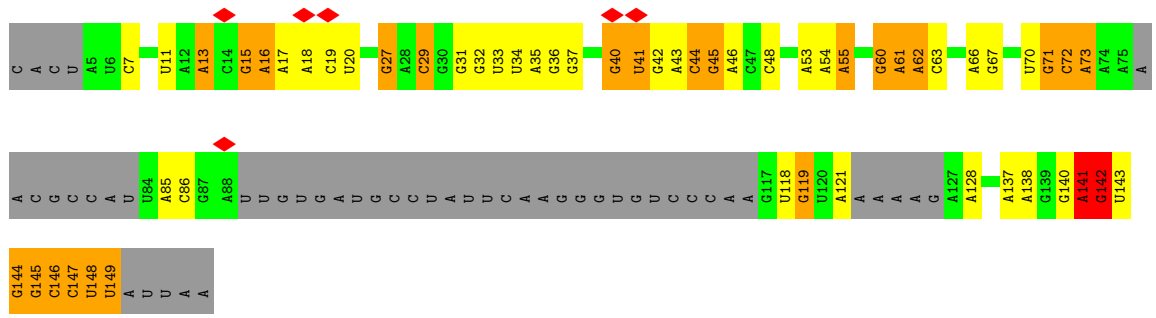 C A C U A5 U6 C7 U11 A12 A13 C14 G15 A16 A17 A18 C19 U20 G27 A28 C29 G30 G31 G32 U33 U34 A35 G36 G37 G40 U41 G42 A43 C44 G45 A46 C47 C48 A53 A54 A55 G60 A61 A62 C63 A66 G67 U70 G71 C72 A73 A74 A75 A
A C G C C A U U84 A85 C86 G87 A88 U U G U G A U G C C U A U U C A A G G G U G U C C C A A G117 U118 G119 U120 A121 A A A A G A127 A128 A137 A138 G139 G140 A141 G142 U143
G144 G145 C146 C147 U148 U149 A U U A A